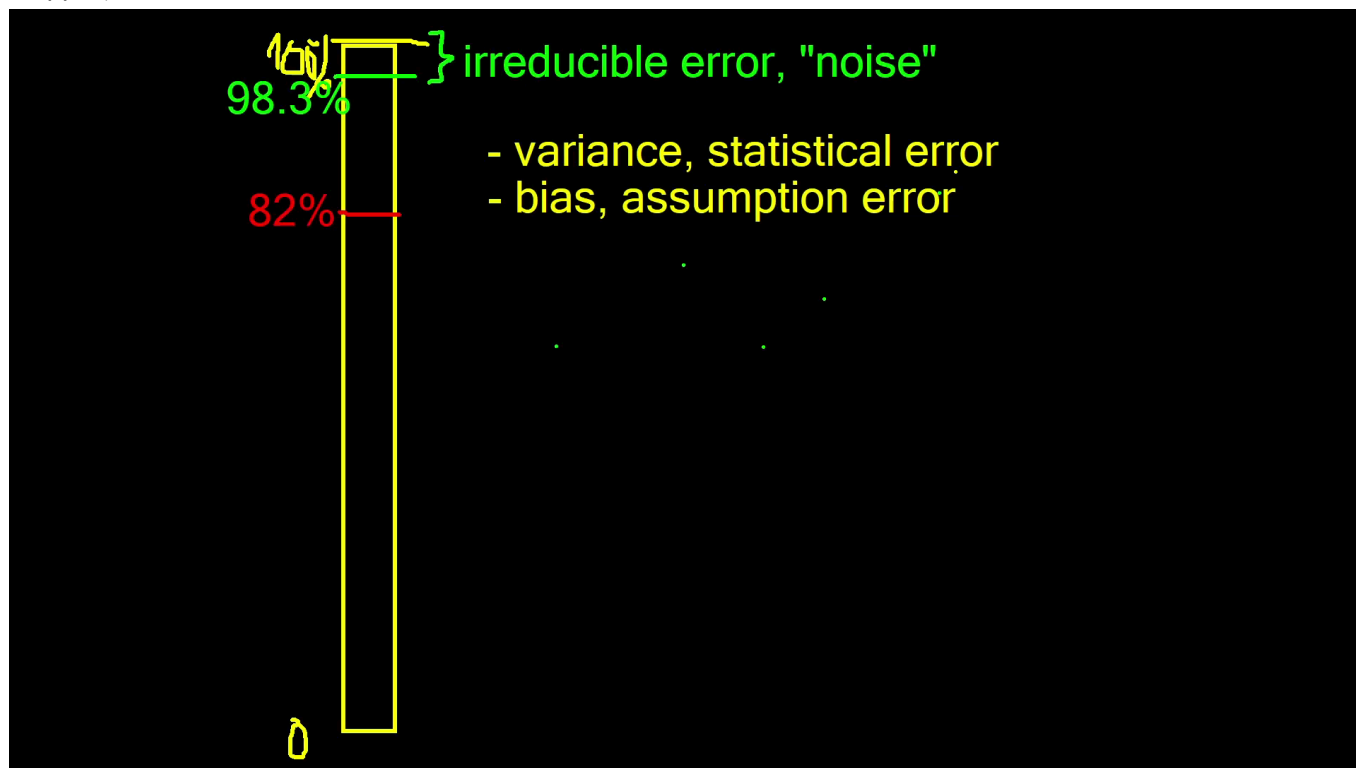 100%
irreducible error, "noise"
98.3%
- variance, statistical error
82%
- bias, assumption error
0